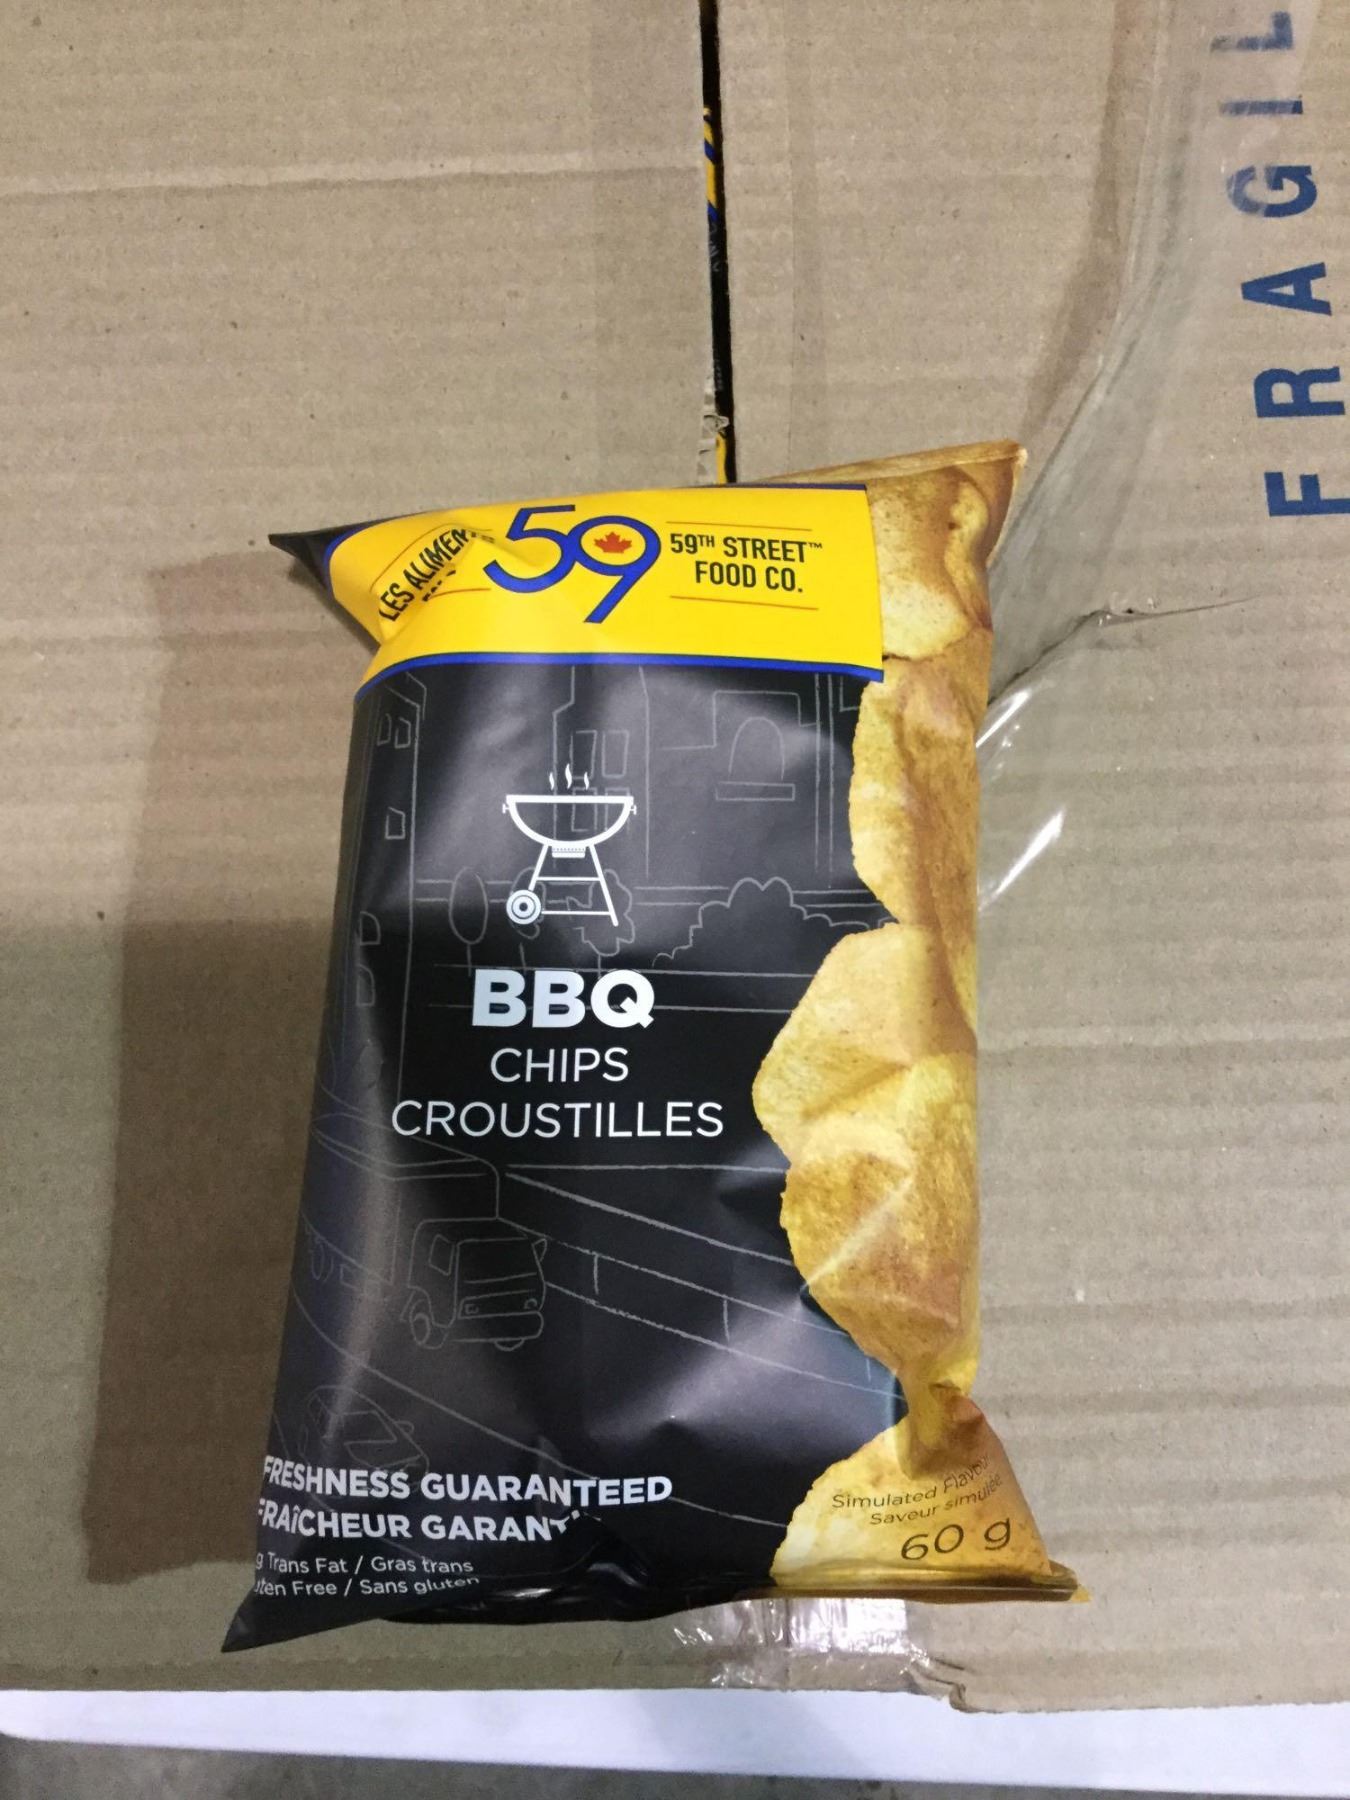 FRAGIL
LES ALIMEN
59
59TH STREET™
FOOD CO.
BBQ
CHIPS
CROUSTILLES
FRESHNESS GUARANTEED
FRAÎCHEUR GARANT
g Trans Fat / Gras trans
uten Free / Sans gluten
Simulated Flavour
Saveur simulée
60 g